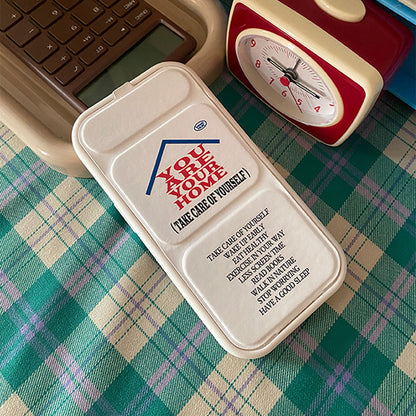 YOU
ARE
YOUR
HOME
(TAKE CARE OF YOURSELF)
TAKE CARE OF YOURSELF
WAKE UP EARLY
EAT HEALTHY
EXERCISE IN YOUR WAY
LESS SCREEN TIME
READ BOOKS
WALK IN NATURE
STOP WORRYING
HAVE A GOOD SLEEP